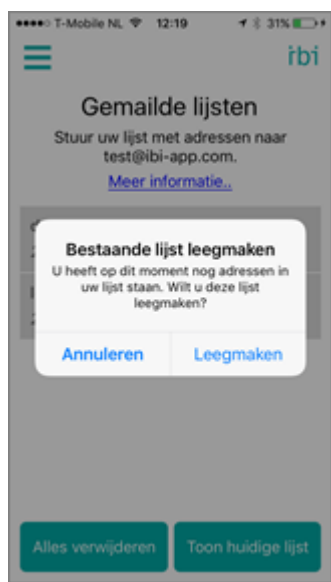 T-Mobile NL 12:19 31%
ibi
Gemailde lijsten
Stuur uw lijst met adressen naar
test@ibi-app.com.
Meer informatie..
Bestaande lijst leegmaken
U heeft op dit moment nog adressen in
uw lijst staan. Wilt u deze lijst
leegmaken?
Annuleren Leegmaken
Alles verwijderen Toon huidige lijst